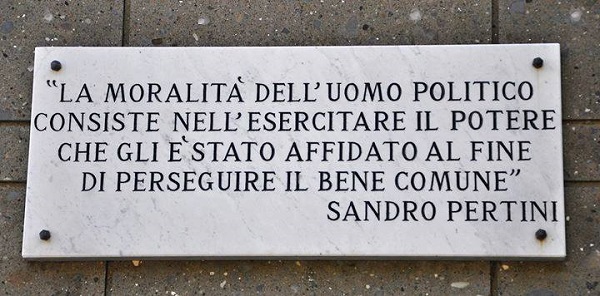 “LA MORALITÀ DELL'UOMO POLITICO
CONSISTE NELL'ESERCITARE IL POTERE
CHE GLI È STATO AFFIDATO AL FINE
DI PERSEGUIRE IL BENE COMUNE”
SANDRO PERTINI